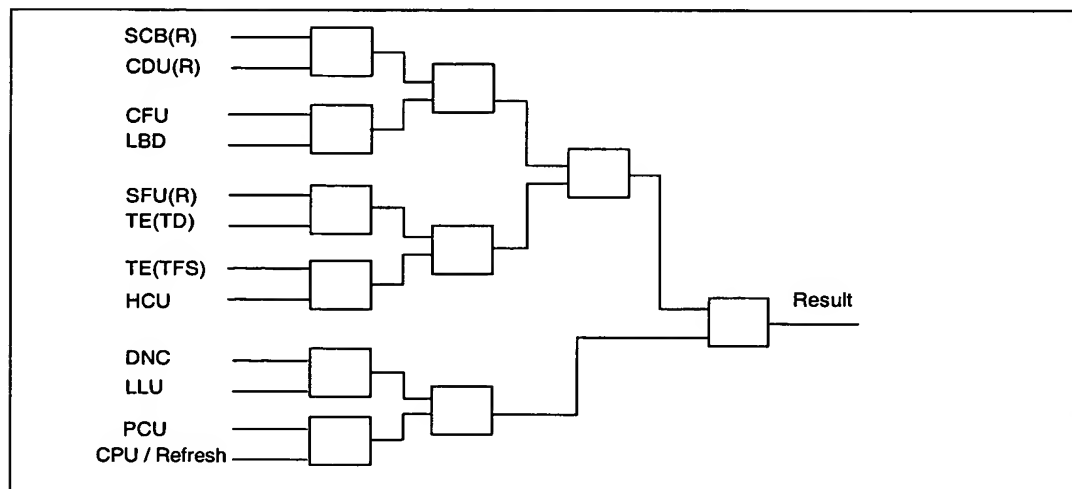 SCB(R)
CDU(R)
CFU
LBD
SFU(R)
TE(TD)
TE(TFS)
HCU
Result
DNC
LLU
PCU
CPU / Refresh